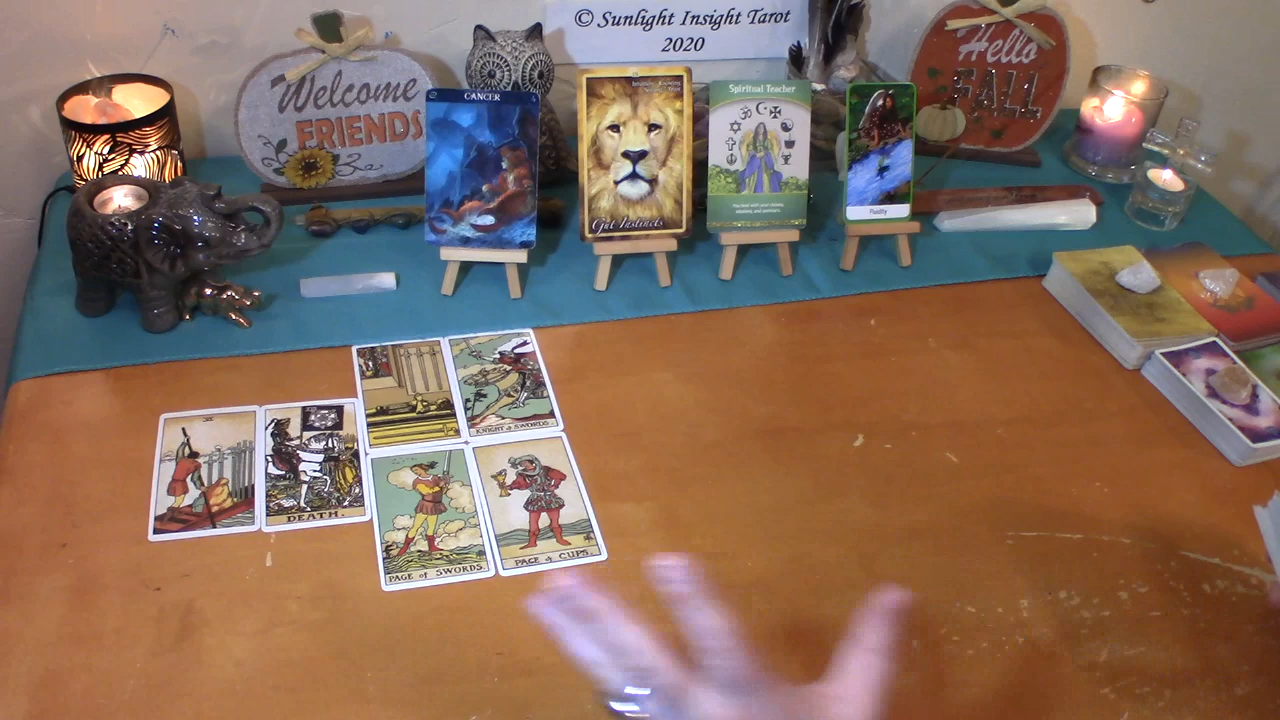 © Sunlight Insight Tarot
2020
Welcome
FRIENDS
Hello
FALL
CANCER
Gut Instincts
Spiritual Teacher
Fluidity
VI
DEATH.
KNIGHT of SWORDS.
PAGE of SWORDS.
PAGE of CUPS.